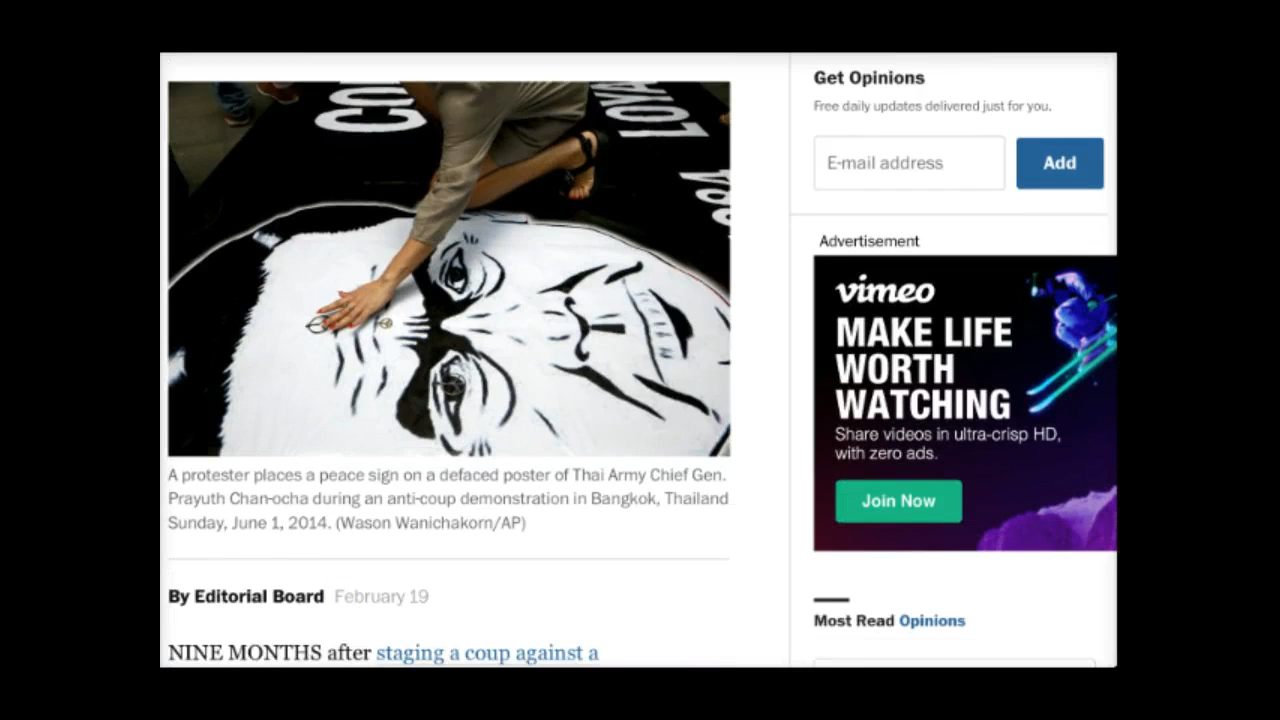 A protester places a peace sign on a defaced poster of Thai Army Chief Gen.
Prayuth Chan-ocha during an anti-coup demonstration in Bangkok, Thailand
Sunday, June 1, 2014. (Wason Wanichakorn/AP)
By Editorial Board February 19
NINE MONTHS after staging a coup against a
Get Opinions
Free daily updates delivered just for you.
E-mail address
Add
Advertisement
vimeo
MAKE LIFE
WORTH
WATCHING
Share videos in ultra-crisp HD,
with zero ads.
Join Now
Most Read Opinions